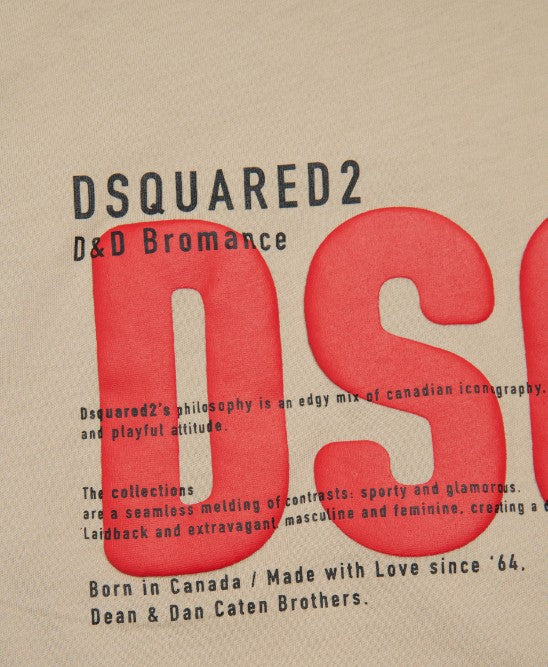 DSQUARED2
D&D Bromance
DS
Dsquared2's philosophy is an edgy mix of canadian iconography.
and playful attitude.
The collections
are a seamless melding of contrasts: sporty and glamorous.
Laidback and extravagant masculine and feminine, creating a
Born in Canada / Made with Love since '64.
Dean & Dan Caten Brothers.